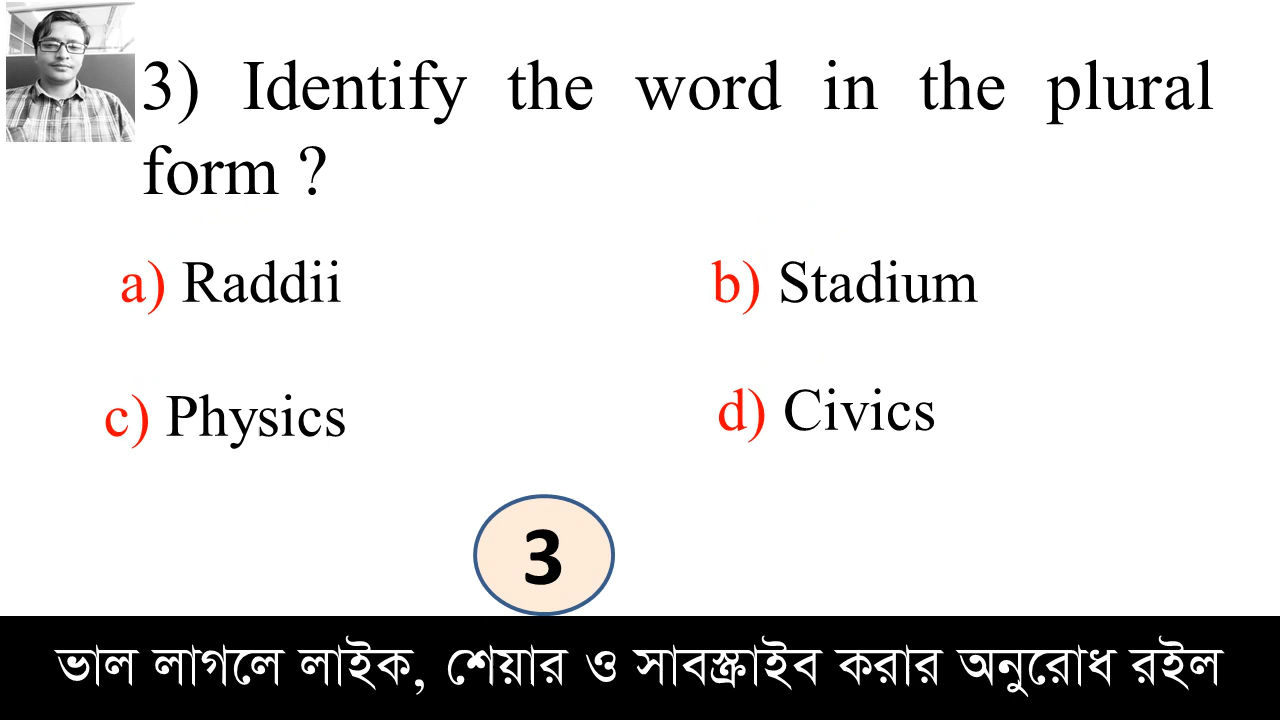 3) Identify the word in the plural
form ?
a) Raddii
b) Stadium
c) Physics
d) Civics
3
ভাল লাগলে লাইক, শেয়ার ও সাবস্ক্রাইব করার অনুরোধ রইল